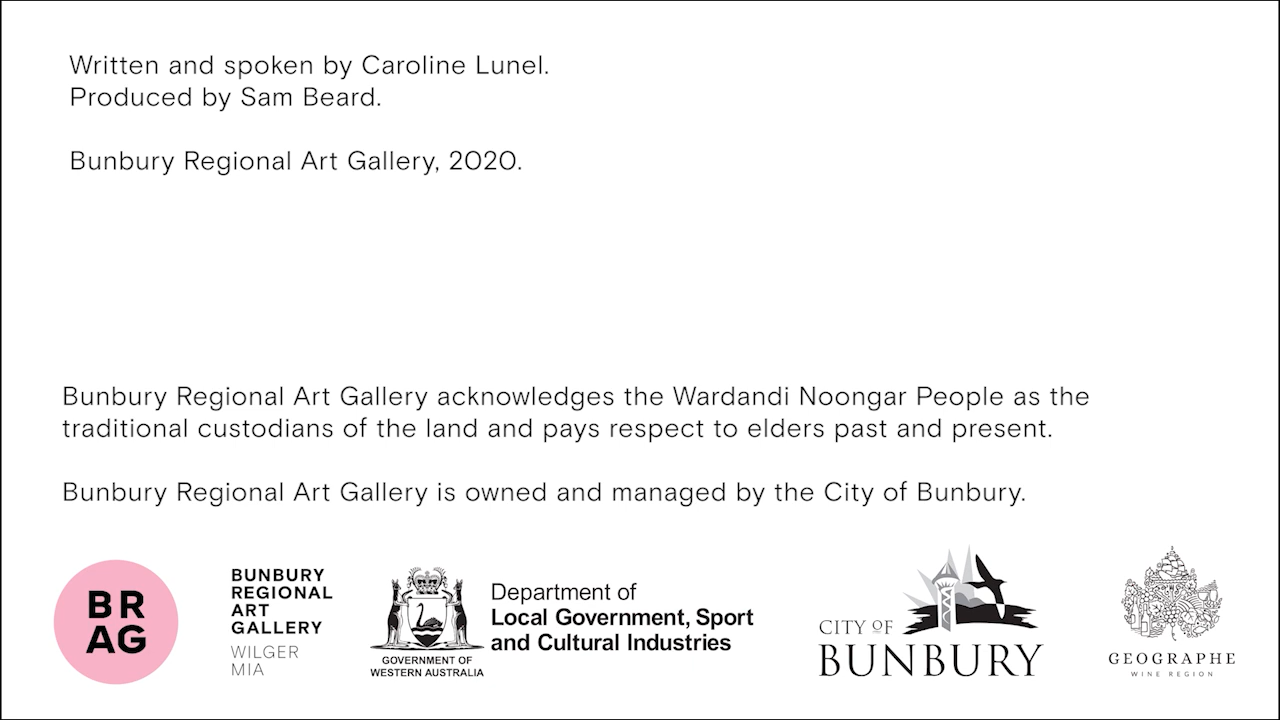 Written and spoken by Caroline Lunel.
Produced by Sam Beard.
Bunbury Regional Art Gallery, 2020.
Bunbury Regional Art Gallery acknowledges the Wardandi Noongar People as the
traditional custodians of the land and pays respect to elders past and present.
Bunbury Regional Art Gallery is owned and managed by the City of Bunbury.
BR
AG
BUNBURY
REGIONAL
ART
GALLERY
WILGER
MIA
GOVERNMENT OF
WESTERN AUSTRALIA
Department of
Local Government, Sport
and Cultural Industries
CITY OF
BUNBURY
GEOGRAPHE
WINE REGION